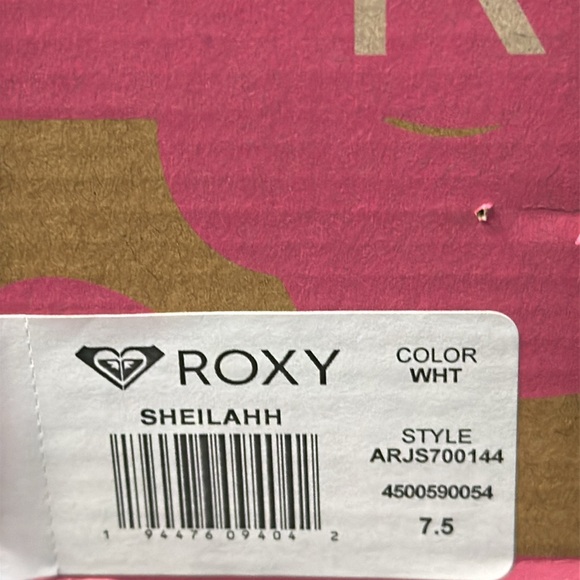 R
ROXY
SHEILAHH
1 94476 09404 2
COLOR
WHT
STYLE
ARJS700144
4500590054
7.5